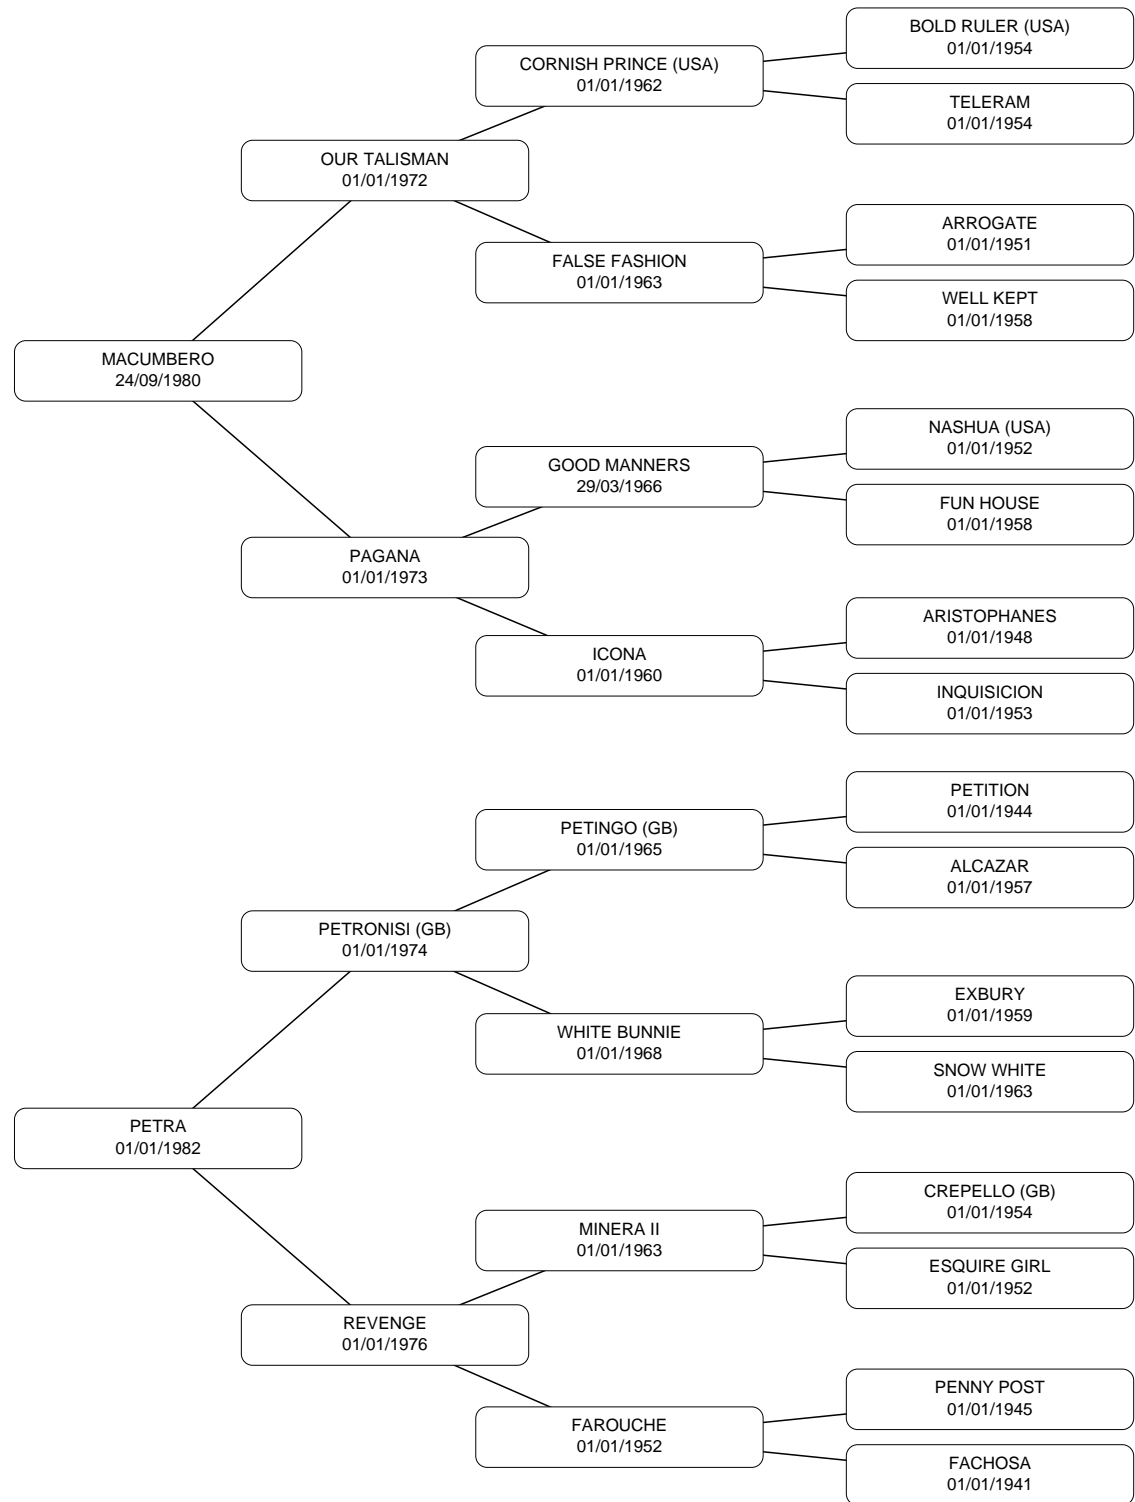 BOLD RULER (USA)
01/01/1954
CORNISH PRINCE (USA)
01/01/1962
TELERAM
01/01/1954
OUR TALISMAN
01/01/1972
ARROGATE
01/01/1951
FALSE FASHION
01/01/1963
WELL KEPT
01/01/1958
MACUMBERO
24/09/1980
NASHUA (USA)
01/01/1952
GOOD MANNERS
29/03/1966
FUN HOUSE
01/01/1958
PAGANA
01/01/1973
ARISTOPHANES
01/01/1948
ICONA
01/01/1960
INQUISICION
01/01/1953
PETITION
01/01/1944
PETINGO (GB)
01/01/1965
ALCAZAR
01/01/1957
PETRONISI (GB)
01/01/1974
EXBURY
01/01/1959
WHITE BUNNIE
01/01/1968
SNOW WHITE
01/01/1963
PETRA
01/01/1982
CREPELLO (GB)
01/01/1954
MINERA II
01/01/1963
ESQUIRE GIRL
01/01/1952
REVENGE
01/01/1976
PENNY POST
01/01/1945
FAROUCHE
01/01/1952
FACHOSA
01/01/1941